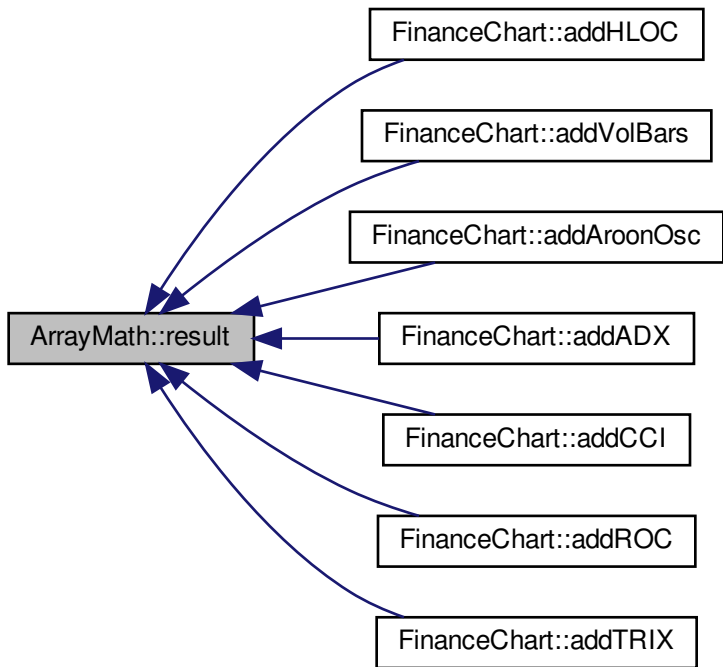 FinanceChart::addHLOC
FinanceChart::addVolBars
FinanceChart::addAroonOsc
ArrayMath::result
FinanceChart::addADX
FinanceChart::addCCI
FinanceChart::addROC
FinanceChart::addTRIX